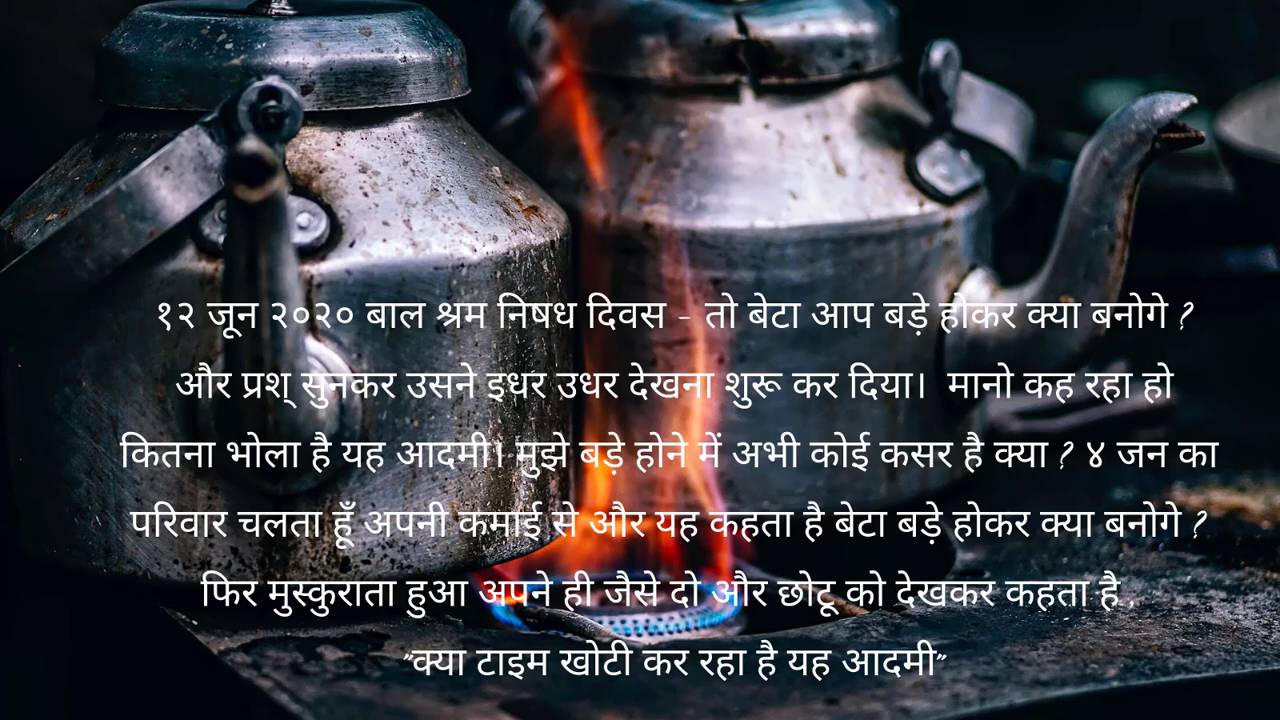 १२ जून २०२० बाल श्रम निषध दिवस - तो बेटा आप बड़े होकर क्या बनोगे ?
और प्रश् सुनकर उसने इधर उधर देखना शुरू कर दिया। मानो कह रहा हो
कितना भोला है यह आदमी। मुझे बड़े होने में अभी कोई कसर है क्या ? ४ जन का
परिवार चलता हूँ अपनी कमाई से और यह कहता है बेटा बड़े होकर क्या बनोगे ?
फिर मुस्कुराता हुआ अपने ही जैसे दो और छोटू को देखकर कहता है ,
"क्या टाइम खोटी कर रहा है यह आदमी"